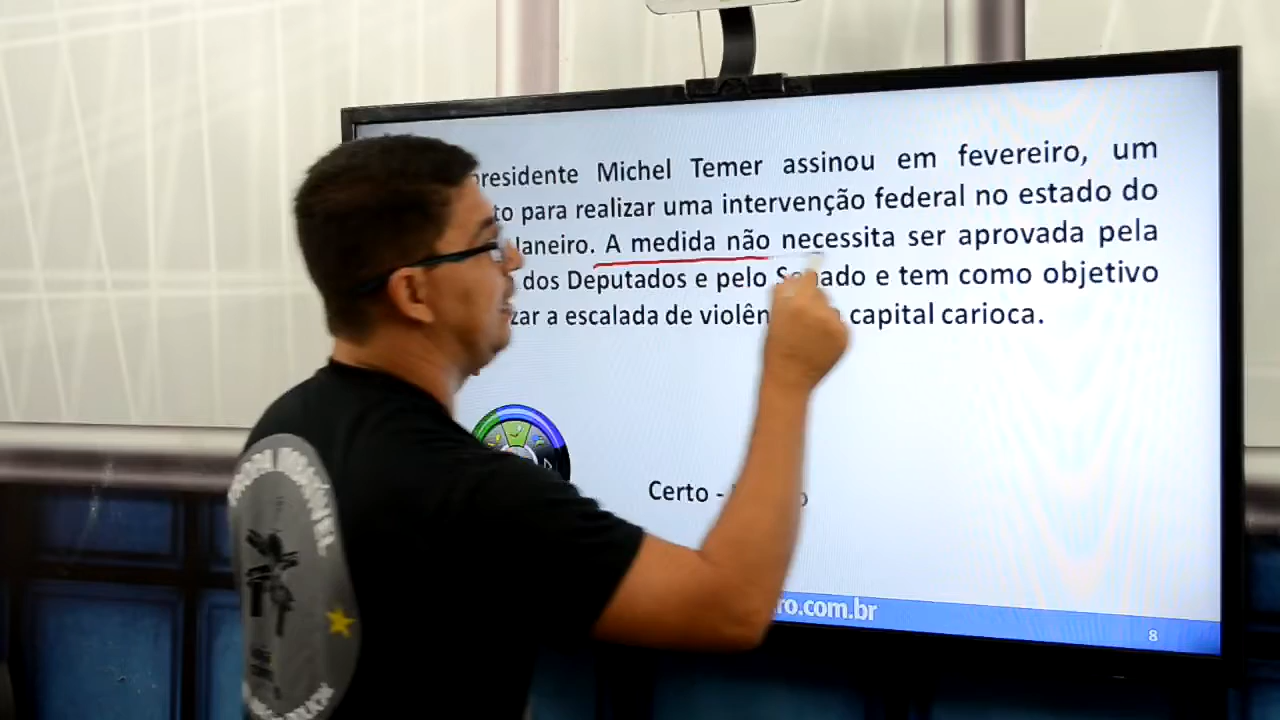 presidente Michel Temer assinou em fevereiro, um
to para realizar uma intervenção federal no estado do
Janeiro. A medida não necessita ser aprovada pela
dos Deputados e pelo Senado e tem como objetivo
zar a escalada de violên capital carioca.
Certo -
ro.com.br
8